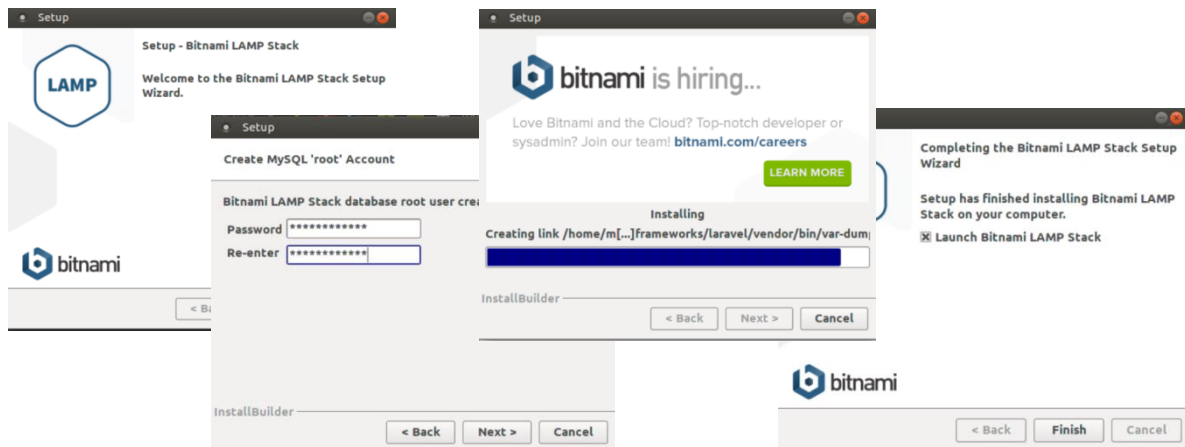 Setup
LAMP
Setup - Bitnami LAMP Stack
Welcome to the Bitnami LAMP Stack Setup
Wizard.
bitnami
< Ba
Setup
Create MySQL 'root' Account
Bitnami LAMP Stack database root user crea
Password ************
Re-enter ************
InstallBuilder
< Back Next > Cancel
Setup
bitnami is hiring...
Love Bitnami and the Cloud? Top-notch developer or
sysadmin? Join our team! bitnami.com/careers
LEARN MORE
Installing
Creating link /home/m[...]frameworks/laravel/vendor/bin/var-dump
InstallBuilder
< Back Next > Cancel
Completing the Bitnami LAMP Stack Setup
Wizard
Setup has finished installing Bitnami LAMP
Stack on your computer.
Launch Bitnami LAMP Stack
bitnami
< Back Finish Cancel